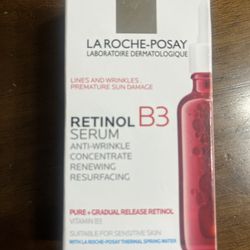 LA ROCHE-POSAY
LABORATOIRE DERMATOLOGIQUE
LINES AND WRINKLES
PREMATURE SUN DAMAGE
RETINOL B3
SERUM
ANTI-WRINKLE
CONCENTRATE
RENEWING
RESURFACING
PURE + GRADUAL RELEASE RETINOL
VITAMIN B3
SUITABLE FOR SENSITIVE SKIN
WITH LA ROCHE-POSAY THERMAL SPRING WATER